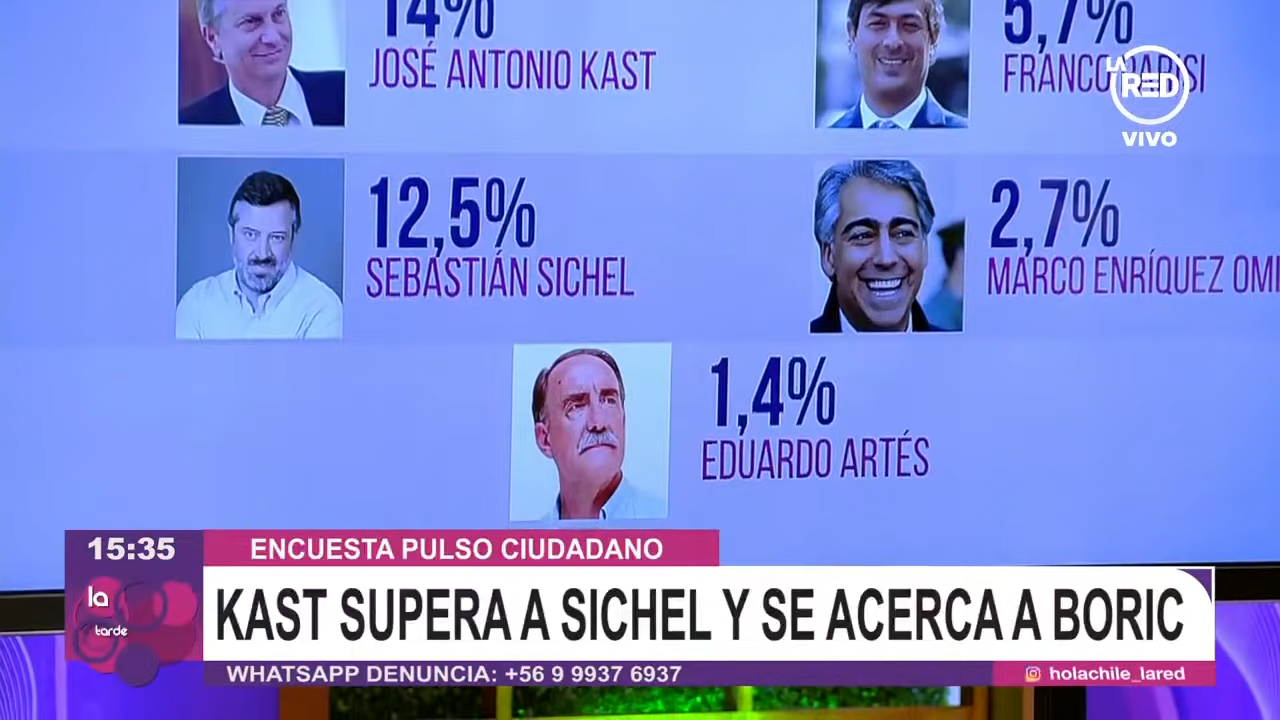 14%
JOSÉ ANTONIO KAST
5,7%
FRANCO PARISI
LA RED
VIVO
12,5%
SEBASTIÁN SICHEL
2,7%
MARCO ENRÍQUEZ OMI
1,4%
EDUARDO ARTÉS
15:35
ENCUESTA PULSO CIUDADANO
la tarde
KAST SUPERA A SICHEL Y SE ACERCA A BORIC
WHATSAPP DENUNCIA: +56 9 9937 6937
holachile_lared